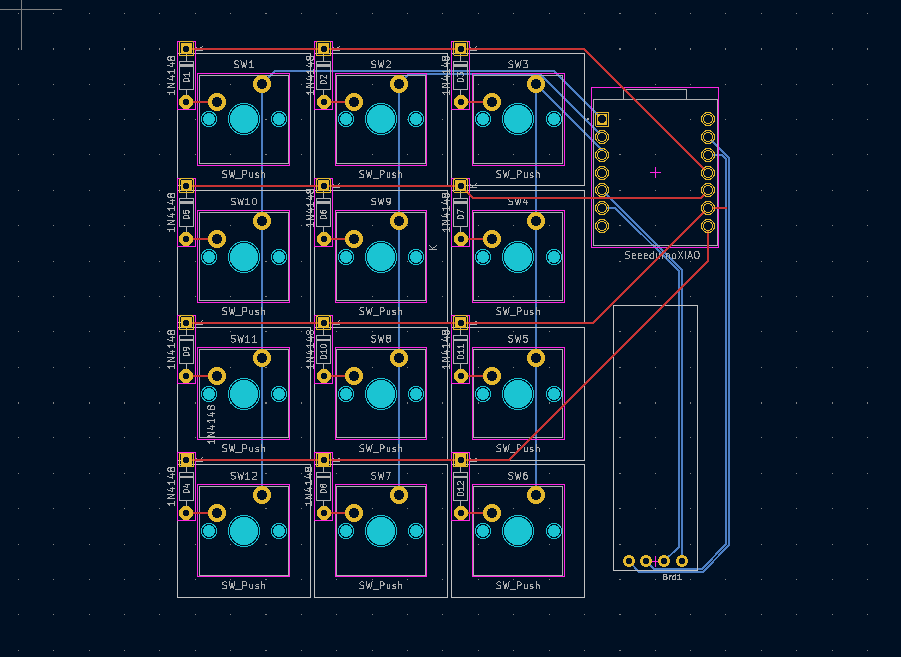 SW1 SW2 SW3
1N4148 D1 1N4148 D2 1N4148 D3
SW_Push SW_Push SW_Push
SeeeduinoXIAO
SW10 SW9 SW4
1N4148 D5 1N4148 D6 1N4148 D7
K
SW_Push SW_Push SW_Push
SW11 SW8 SW5
1N4148 D9 1N4148 D10 1N4148 D11
1N4148
SW_Push SW_Push SW_Push
SW12 SW7 SW6
1N4148 D4 1N4148 D8 1N4148 D12
Brd1
SW_Push SW_Push SW_Push